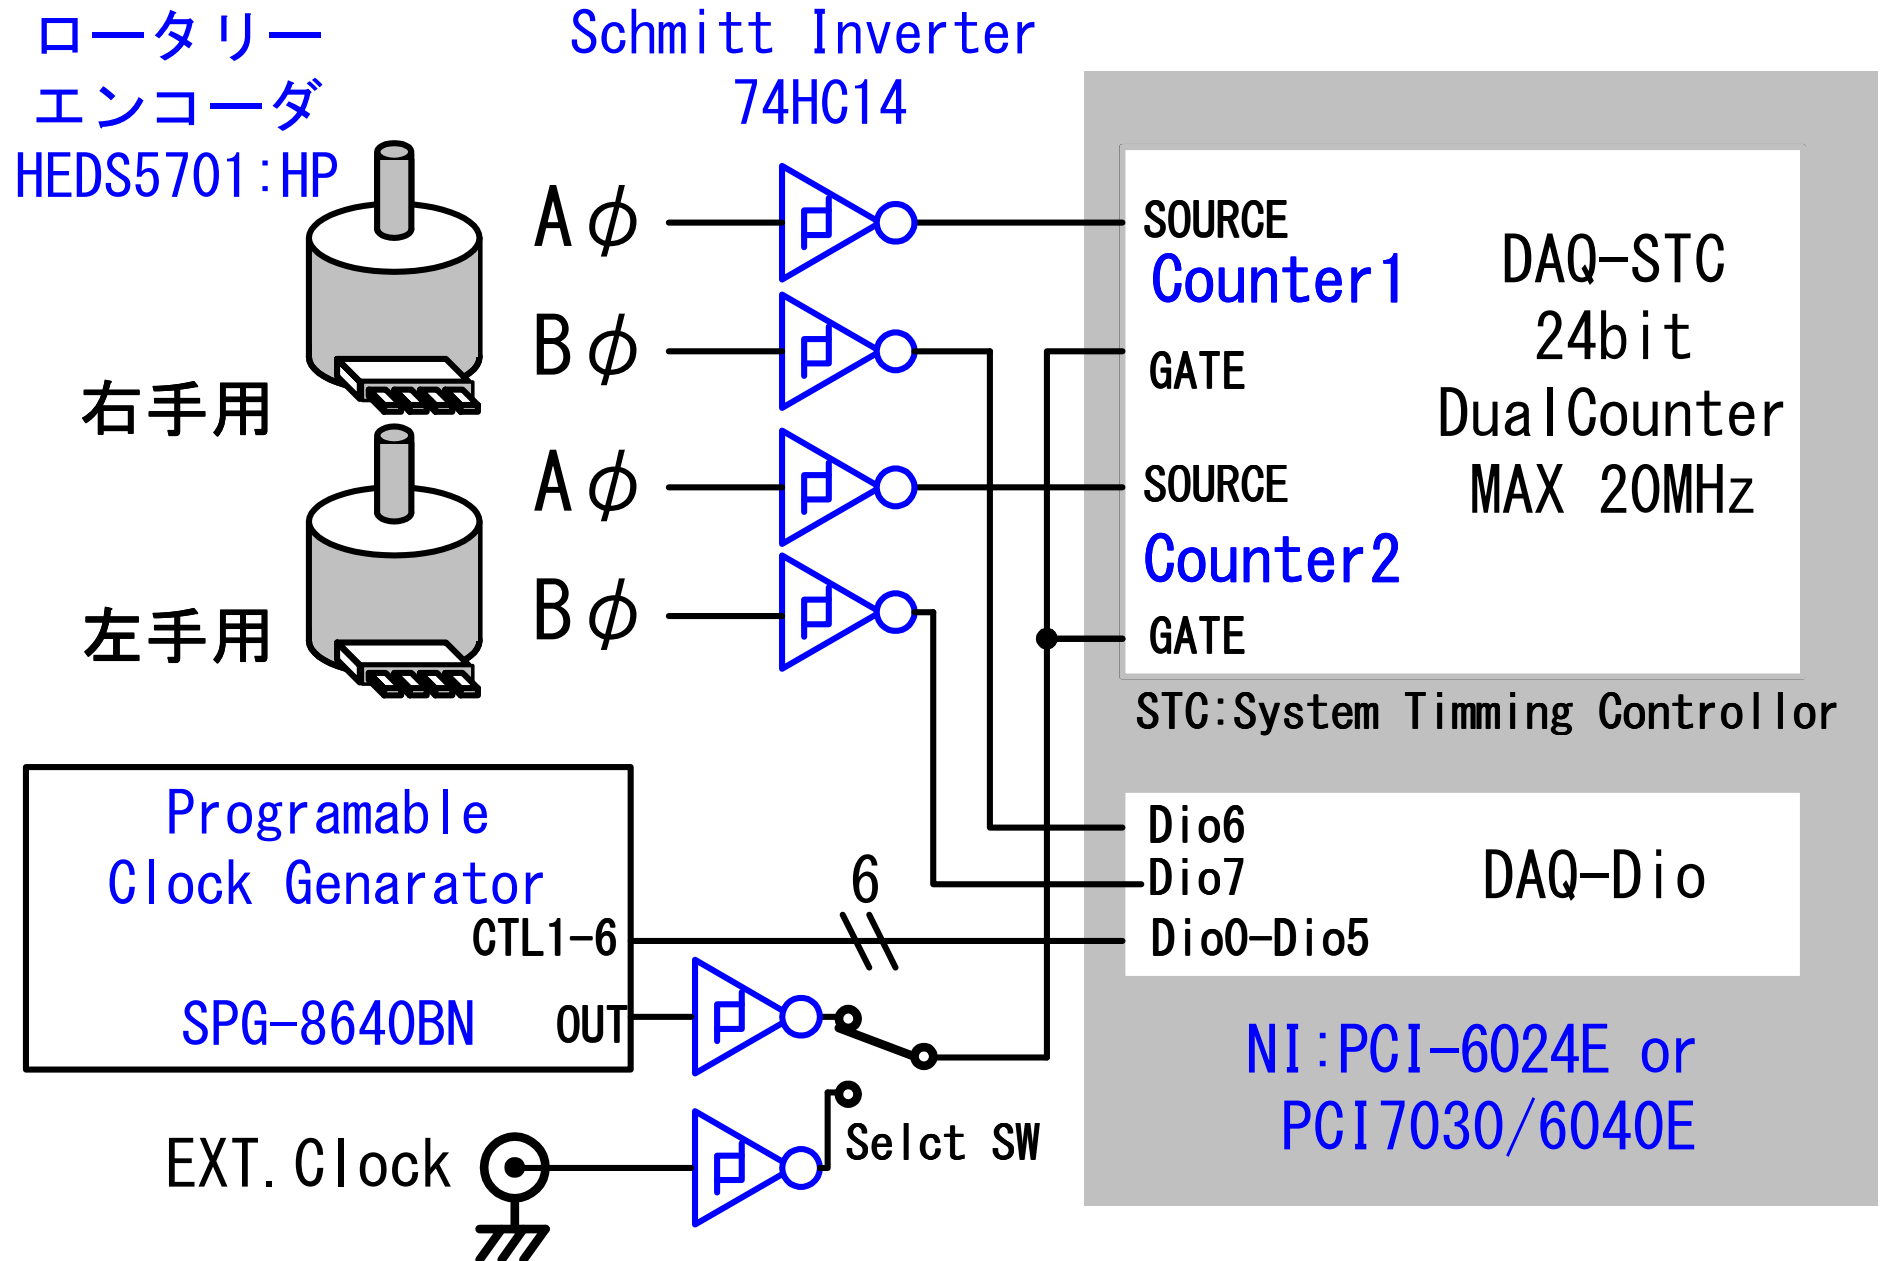 ロータリー
エンコーダ
HEDS5701:HP
Schmitt Inverter
74HC14
右手用
左手用
Aφ
Bφ
Aφ
Bφ
SOURCE
Counter1
GATE
SOURCE
Counter2
GATE
DAQ-STC
24bit
DualCounter
MAX 20MHz
STC:System Timming Controllor
Programable
Clock Genarator
CTL1-6
SPG-8640BN
OUT
6
Dio6
Dio7
Dio0-Dio5
DAQ-Dio
NI:PCI-6024E or
PCI7030/6040E
EXT.Clock
Selct SW